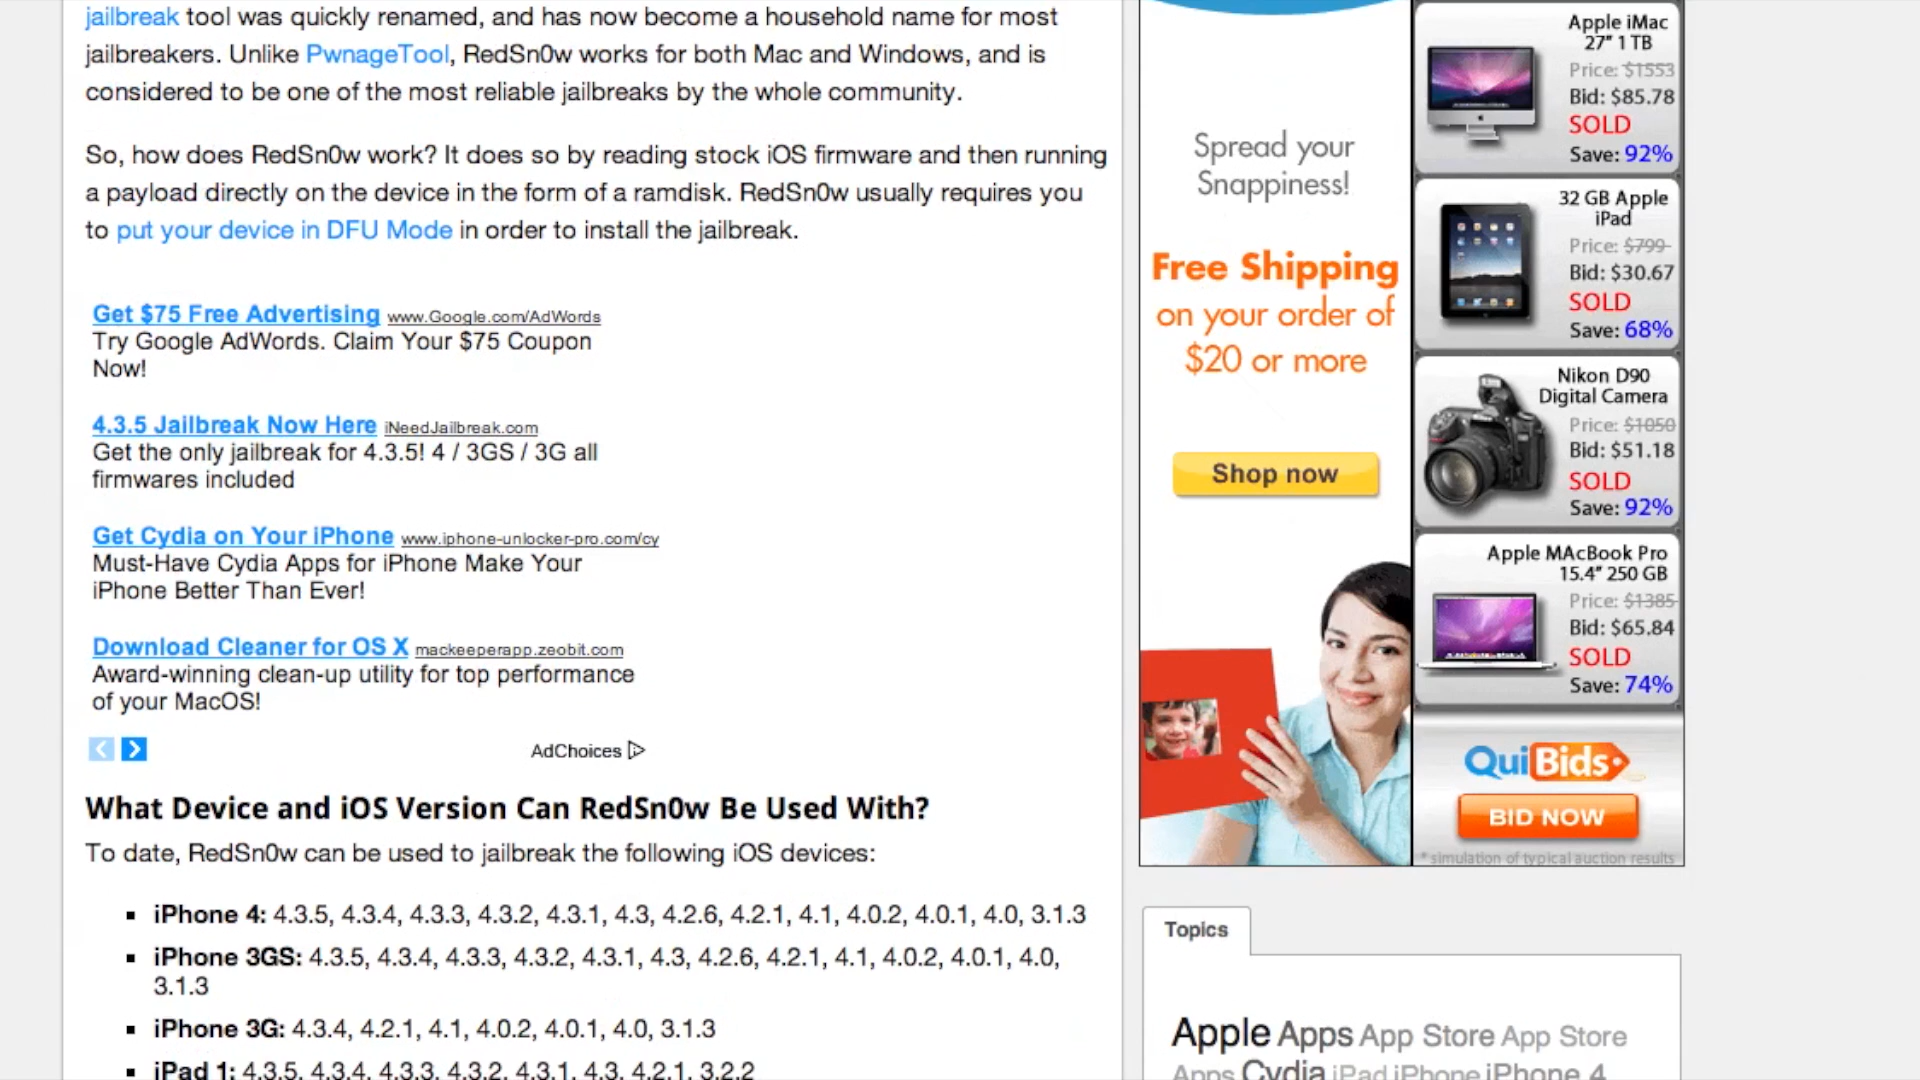 jailbreak tool was quickly renamed, and has now become a household name for most
jailbreakers. Unlike PwnageTool, RedSn0w works for both Mac and Windows, and is
considered to be one of the most reliable jailbreaks by the whole community.
So, how does RedSn0w work? It does so by reading stock iOS firmware and then running
a payload directly on the device in the form of a ramdisk. RedSn0w usually requires you
to put your device in DFU Mode in order to install the jailbreak.
Get $75 Free Advertising www.Google.com/AdWords
Try Google AdWords. Claim Your $75 Coupon
Now!
4.3.5 Jailbreak Now Here iNeedJailbreak.com
Get the only jailbreak for 4.3.5! 4 / 3GS / 3G all
firmwares included
Get Cydia on Your iPhone www.iphone-unlocker-pro.com/cy
Must-Have Cydia Apps for iPhone Make Your
iPhone Better Than Ever!
Download Cleaner for OS X mackeeperapp.zeobit.com
Award-winning clean-up utility for top performance
of your MacOS!
AdChoices
What Device and iOS Version Can RedSn0w Be Used With?
To date, RedSn0w can be used to jailbreak the following iOS devices:
iPhone 4: 4.3.5, 4.3.4, 4.3.3, 4.3.2, 4.3.1, 4.3, 4.2.6, 4.2.1, 4.1, 4.0.2, 4.0.1, 4.0, 3.1.3
iPhone 3GS: 4.3.5, 4.3.4, 4.3.3, 4.3.2, 4.3.1, 4.3, 4.2.6, 4.2.1, 4.1, 4.0.2, 4.0.1, 4.0,
3.1.3
iPhone 3G: 4.3.4, 4.2.1, 4.1, 4.0.2, 4.0.1, 4.0, 3.1.3
iPad 1: 4.3.5, 4.3.4, 4.3.3, 4.3.2, 4.3.1, 4.3, 4.2.1, 3.2.2
Spread your
Snappiness!
Free Shipping
on your order of
$20 or more
Shop now
Apple iMac
27" 1 TB
Price: $1553
Bid: $85.78
SOLD
Save: 92%
32 GB Apple
iPad
Price: $799
Bid: $30.67
SOLD
Save: 68%
Nikon D90
Digital Camera
Price: $1050
Bid: $51.18
SOLD
Save: 92%
Apple MAcBook Pro
15.4" 250 GB
Price: $1385
Bid: $65.84
SOLD
Save: 74%
QuiBids
BID NOW
* simulation of typical auction results
Topics
Apple Apps App Store App Store
Apps Cydia iPad iPhone iPhone 4